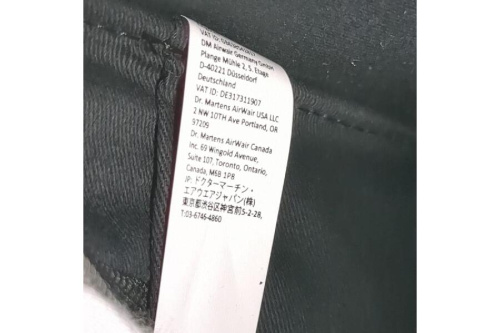 DM Airwair Germany GmbH
Plange Mühle 2, 5. Etage
D-40221 Düsseldorf
Deutschland
VAT ID: DE317311907
Dr. Martens AirWair USA LLC
2 NW 10TH Ave Portland, OR
97209
Dr. Martens AirWair Canada
Inc. 69 Wingold Avenue,
Suite 107, Toronto, Ontario,
Canada, M6B 1P8
JP: ドクターマーチン・
エアウエアジャパン(株)
東京都渋谷区神宮前5-2-28,
T:03-6746-4860